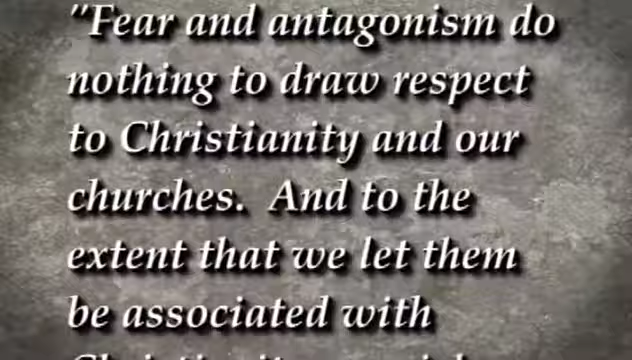 "Fear and antagonism do
nothing to draw respect
to Christianity and our
churches. And to the
extent that we let them
be associated with